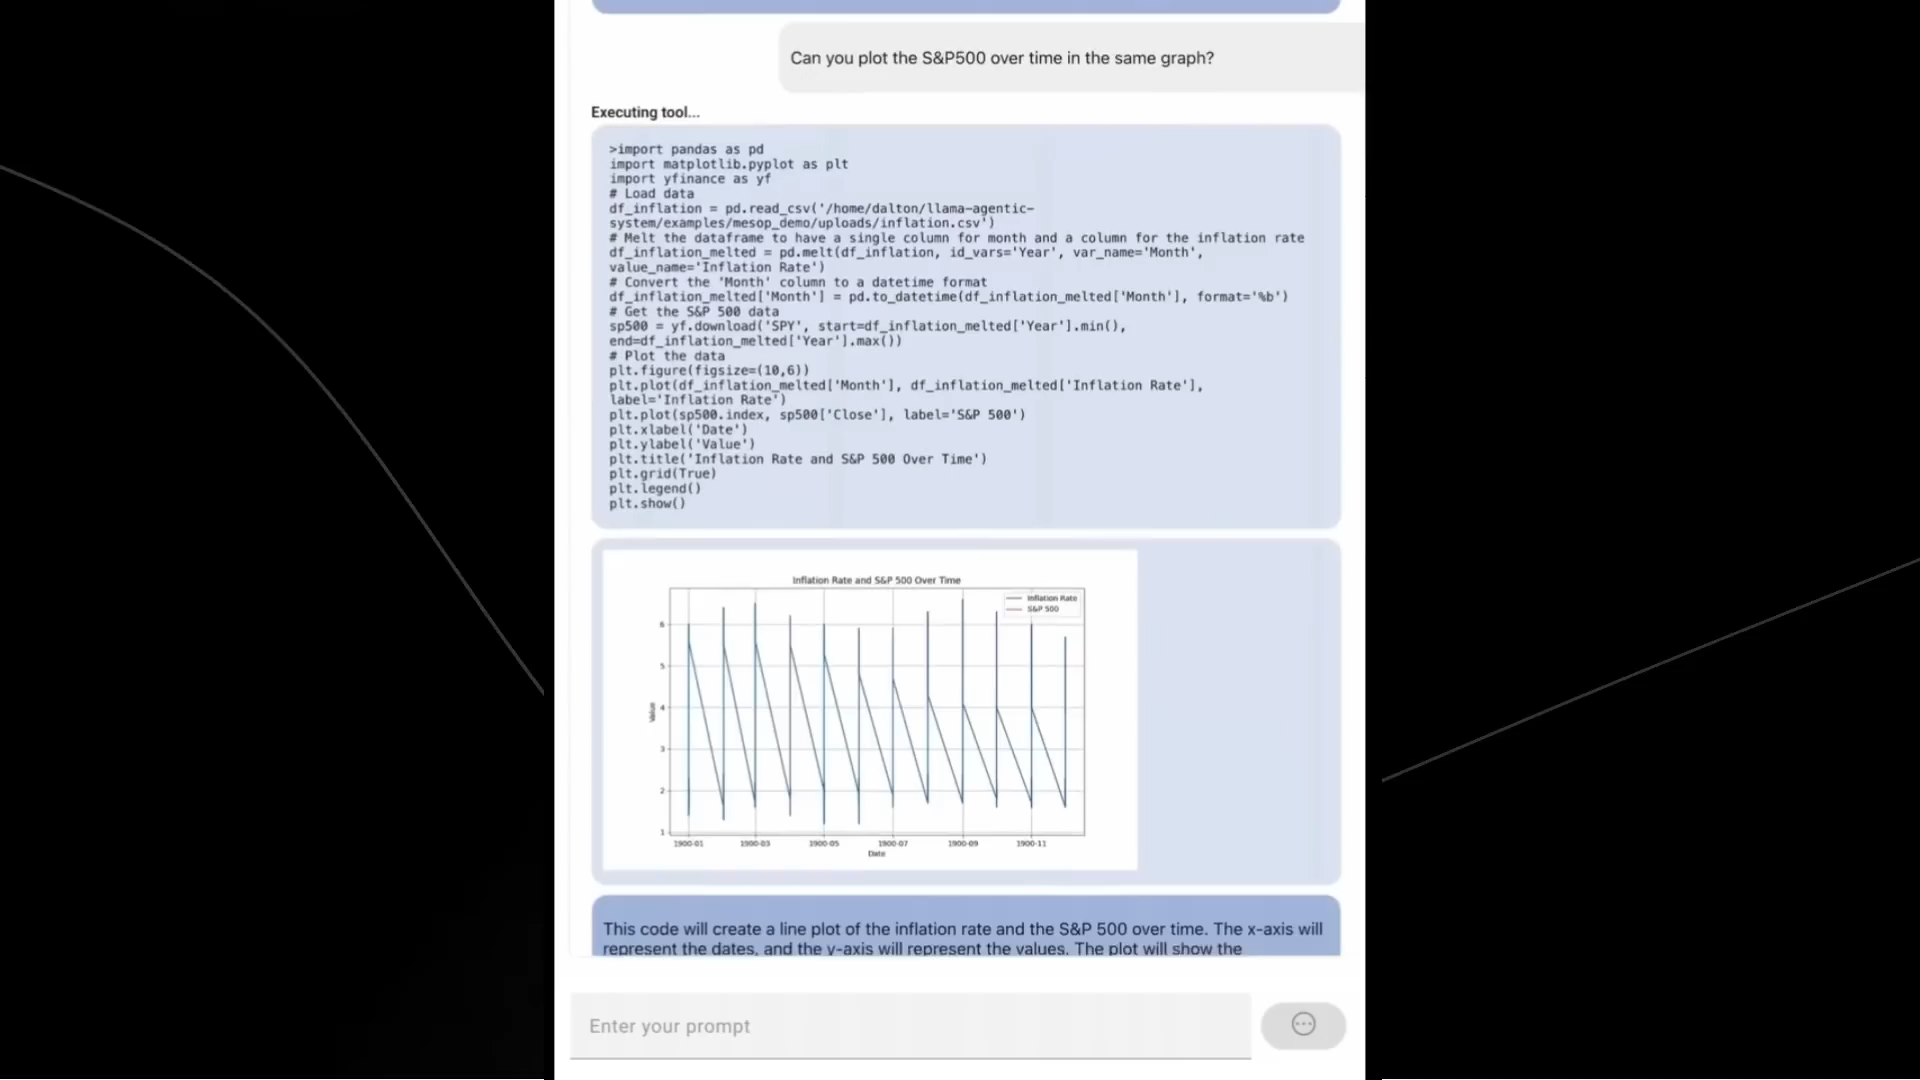 Can you plot the S&P500 over time in the same graph?
Executing tool...
>import pandas as pd
import matplotlib.pyplot as plt
import yfinance as yf
# Load data
df_inflation = pd.read_csv('/home/dalton/llama-agentic-
system/examples/mesop_demo/uploads/inflation.csv')
# Melt the dataframe to have a single column for month and a column for the inflation rate
df_inflation_melted = pd.melt(df_inflation, id_vars='Year', var_name='Month',
value_name='Inflation Rate')
# Convert the 'Month' column to a datetime format
df_inflation_melted['Month'] = pd.to_datetime(df_inflation_melted['Month'], format='%b')
# Get the S&P 500 data
sp500 = yf.download('SPY', start=df_inflation_melted['Year'].min(),
end=df_inflation_melted['Year'].max())
# Plot the data
plt.figure(figsize=(10,6))
plt.plot(df_inflation_melted['Month'], df_inflation_melted['Inflation Rate'],
label='Inflation Rate')
plt.plot(sp500.index, sp500['Close'], label='S&P 500')
plt.xlabel('Date')
plt.ylabel('Value')
plt.title('Inflation Rate and S&P 500 Over Time')
plt.grid(True)
plt.legend()
plt.show()
Inflation Rate and S&P 500 Over Time
Inflation Rate
S&P 500
6
5
4
3
2
1
Value
1900-01 1900-03 1900-05 1900-07 1900-09 1900-11
Date
This code will create a line plot of the inflation rate and the S&P 500 over time. The x-axis will
represent the dates, and the y-axis will represent the values. The plot will show the
Enter your prompt